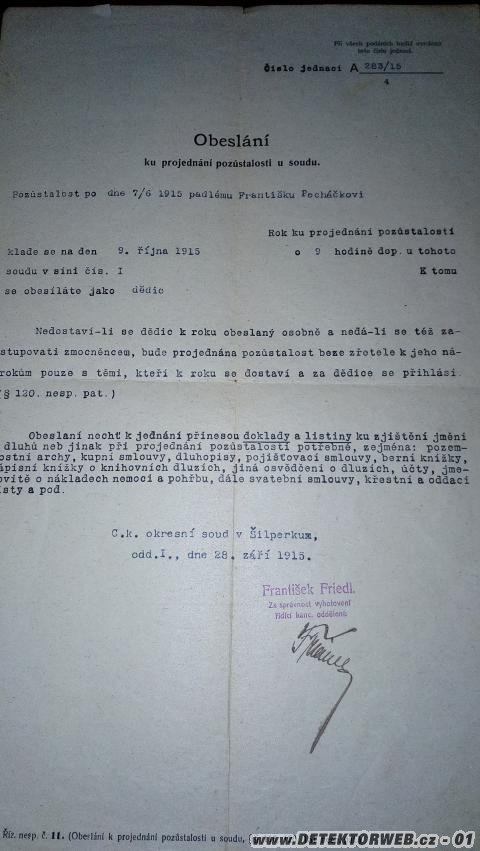 Při všech podáních budiž uvedeno
toto číslo jednací.
Číslo jednací A 283/15
4
Obeslání
ku projednání pozůstalosti u soudu.
Pozůstalost po dne 7/6 1915 padlému Františku Pecháčkovi
Rok ku projednání pozůstalosti
klade se na den 9. října 1915 o 9 hodině dop. u tohoto
soudu v síni čís. I K tomu
se obesíláte jako dědic
Nedostaví-li se dědic k roku obeslaný osobně a nedá-li se též za-
stupovati zmocněncem, bude projednána pozůstalost beze zřetele k jeho ná-
rokům pouze s těmi, kteří k roku se dostaví a za dědice se přihlásí.
(§ 120. nesp. pat.)
Obeslaní nechť k jednání přinesou doklady a listiny ku zjištění jmění
dluhů neb jinak při projednání pozůstalosti potřebné, zejména: pozem-
ostní archy, kupní smlouvy, dluhopisy, pojišťovací smlouvy, berní knížky,
ápisní knížky o knihovních dluzích, jiná osvědčení o dluzích, účty, jme-
ovitě o nákladech nemoci a pohřbu, dále svatební smlouvy, křestní a oddací
isty a pod.
C.k. okresní soud v Šilperkux,
odd.I., dne 28. září 1915.
František Friedl.
Za správnost vyhotovení
řídící kanc. oddělení:
Říz. nesp. č. 11. (Obeslání k projednání pozůstalosti u soudu,
www.DETEKTORWEB.cz - 01